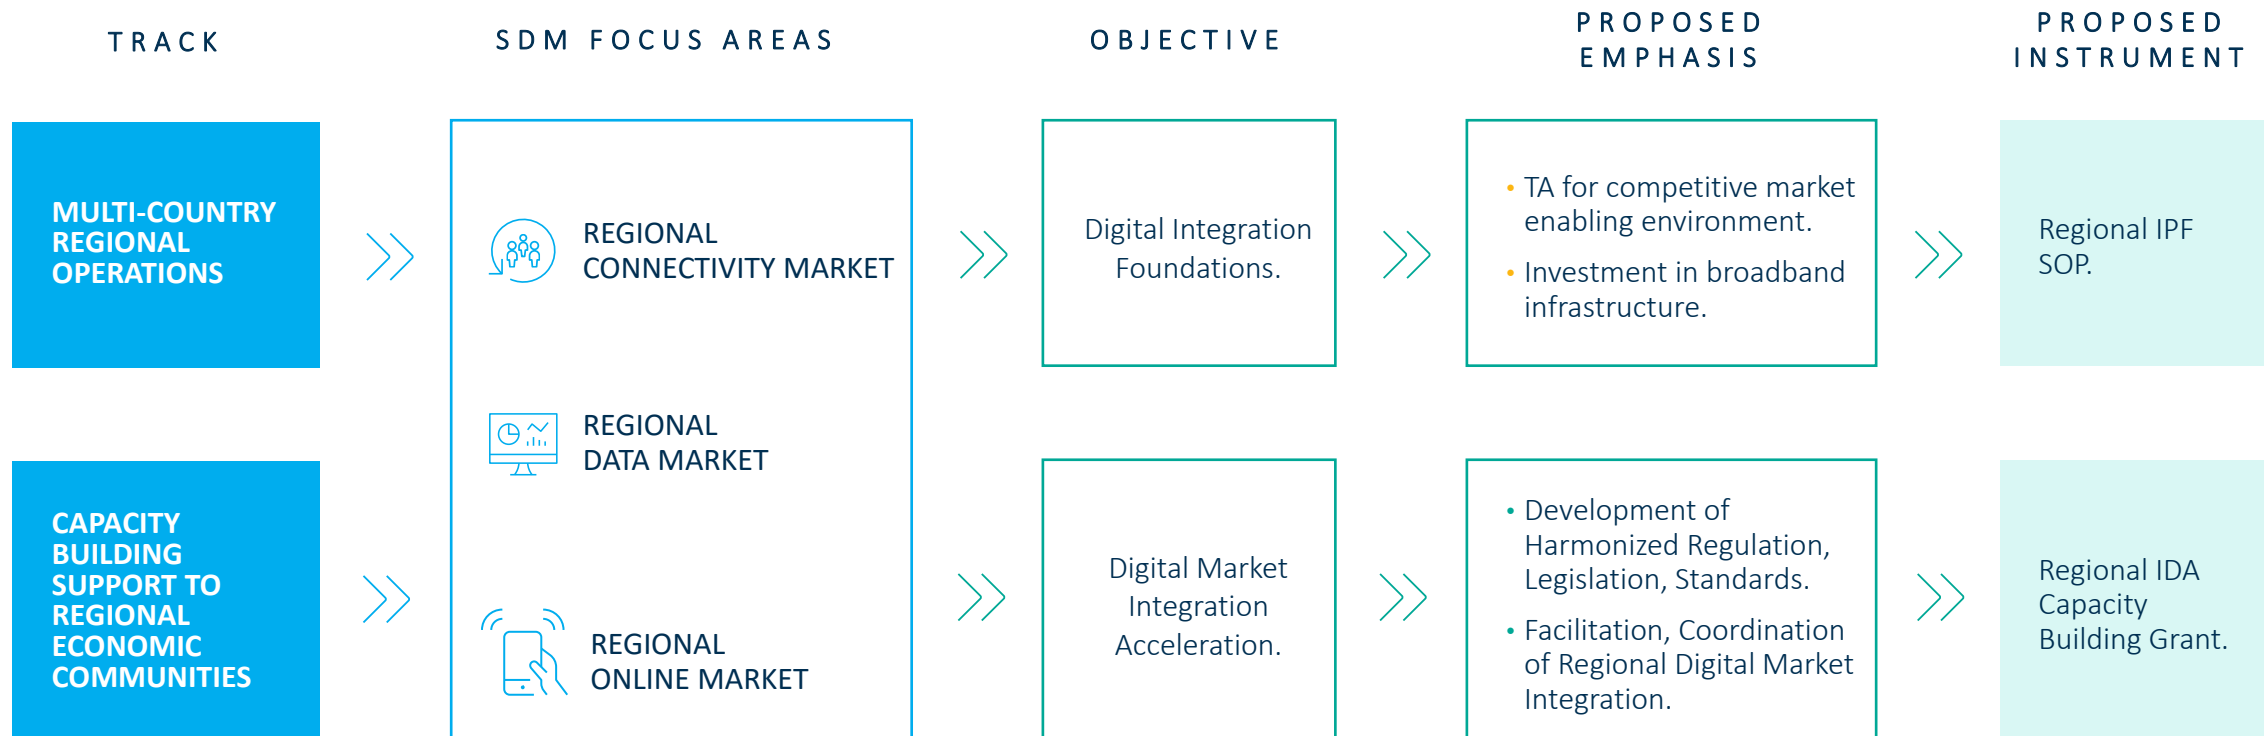 TRACK
SDM FOCUS AREAS
OBJECTIVE
PROPOSED
EMPHASIS
PROPOSED
INSTRUMENT
MULTI-COUNTRY
REGIONAL
OPERATIONS
REGIONAL
CONNECTIVITY MARKET
REGIONAL
DATA MARKET
REGIONAL
ONLINE MARKET
Digital Integration
Foundations.
• TA for competitive market
enabling environment.
• Investment in broadband
infrastructure.
Regional IPF
SOP.
CAPACITY
BUILDING
SUPPORT TO
REGIONAL
ECONOMIC
COMMUNITIES
Digital Market
Integration
Acceleration.
• Development of
Harmonized Regulation,
Legislation, Standards.
• Facilitation, Coordination
of Regional Digital Market
Integration.
Regional IDA
Capacity
Building Grant.